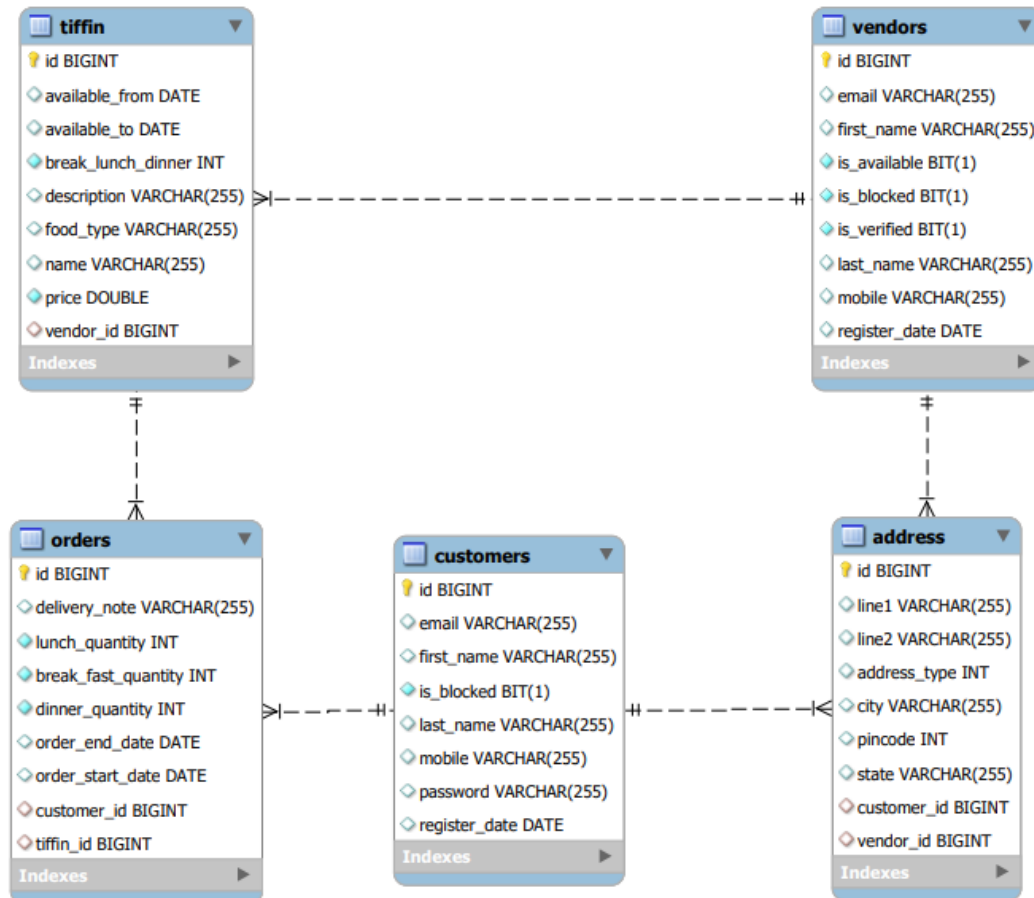 tiffin
id BIGINT
available_from DATE
available_to DATE
break_lunch_dinner INT
description VARCHAR(255)
food_type VARCHAR(255)
name VARCHAR(255)
price DOUBLE
vendor_id BIGINT
Indexes
vendors
id BIGINT
email VARCHAR(255)
first_name VARCHAR(255)
is_available BIT(1)
is_blocked BIT(1)
is_verified BIT(1)
last_name VARCHAR(255)
mobile VARCHAR(255)
register_date DATE
Indexes
orders
id BIGINT
delivery_note VARCHAR(255)
lunch_quantity INT
break_fast_quantity INT
dinner_quantity INT
order_end_date DATE
order_start_date DATE
customer_id BIGINT
tiffin_id BIGINT
Indexes
customers
id BIGINT
email VARCHAR(255)
first_name VARCHAR(255)
is_blocked BIT(1)
last_name VARCHAR(255)
mobile VARCHAR(255)
password VARCHAR(255)
register_date DATE
Indexes
address
id BIGINT
line1 VARCHAR(255)
line2 VARCHAR(255)
address_type INT
city VARCHAR(255)
pincode INT
state VARCHAR(255)
customer_id BIGINT
vendor_id BIGINT
Indexes